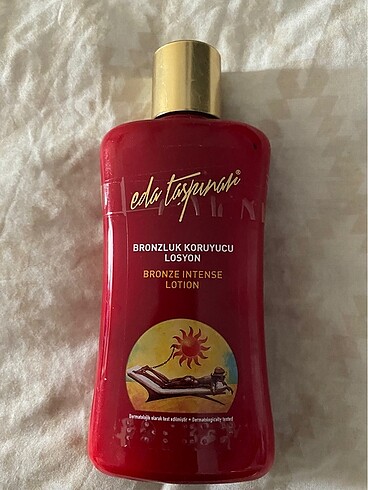 eda taşpınar®
BRONZLUK KORUYUCU
LOSYON
BRONZE INTENSE
LOTION
Dermatolojik olarak test edilmiştir • Dermatologically tested